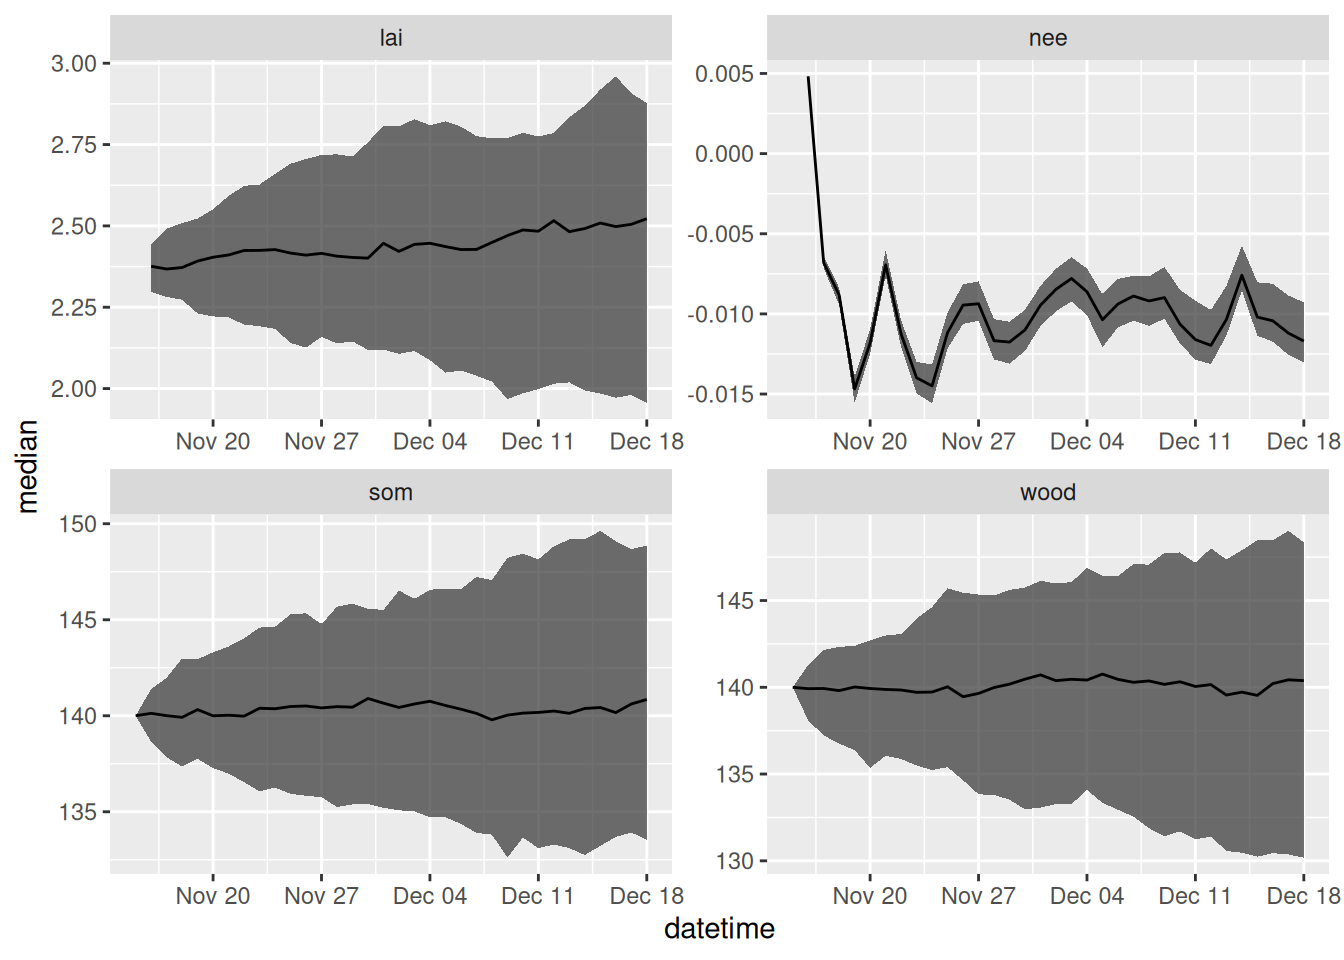 lai
nee
3.00
2.75
2.50
2.25
2.00
0.005
0.000
-0.005
-0.010
-0.015
Nov 20 Nov 27 Dec 04 Dec 11 Dec 18
Nov 20 Nov 27 Dec 04 Dec 11 Dec 18
median
som
wood
150
145
140
135
145
140
135
130
Nov 20 Nov 27 Dec 04 Dec 11 Dec 18
Nov 20 Nov 27 Dec 04 Dec 11 Dec 18
datetime